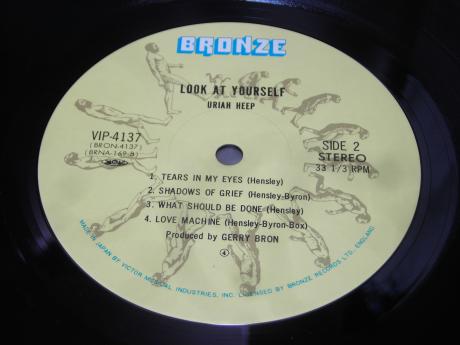 BRONZE
LOOK AT YOURSELF
URIAH HEEP
VIP-4137
(BRON-4137)
(BRNA-169-B)
SIDE 2
STEREO
33 1/3 RPM
1. TEARS IN MY EYES (Hensley)
2. SHADOWS OF GRIEF (Hensley-Byron)
3. WHAT SHOULD BE DONE (Hensley)
4. LOVE MACHINE (Hensley-Byron-Box)
Produced by GERRY BRON
4
MADE IN JAPAN BY VICTOR MUSICAL INDUSTRIES, INC. LICENSED BY BRONZE RECORDS LTD., ENGLAND